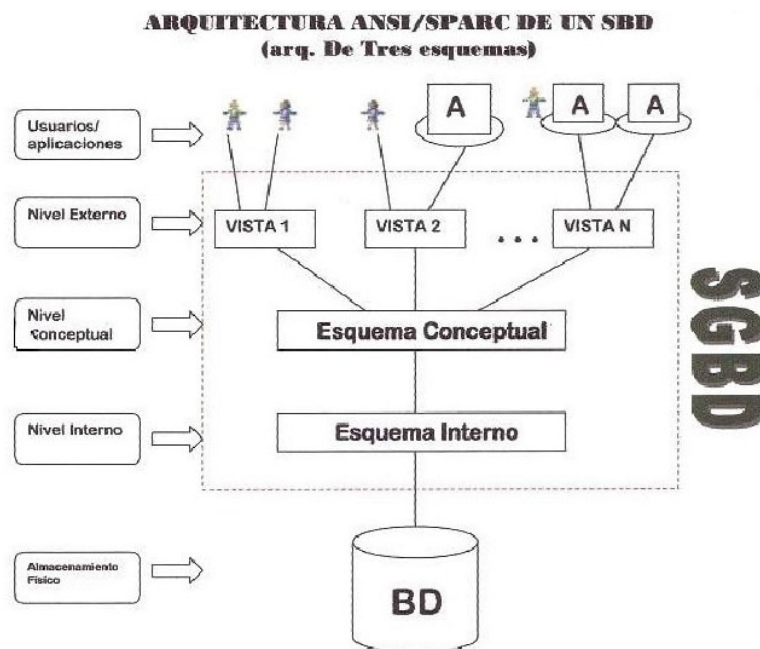 ARQUITECTURA ANSI/SPARC DE UN SBD
(arq. De Tres esquemas)
Usuarios/
aplicaciones
A
A
A
Nivel Externo
VISTA 1
VISTA 2
...
VISTA N
Nivel
Conceptual
Esquema Conceptual
Nivel Interno
Esquema Interno
SGBD
Almacenamiento
Físico
BD